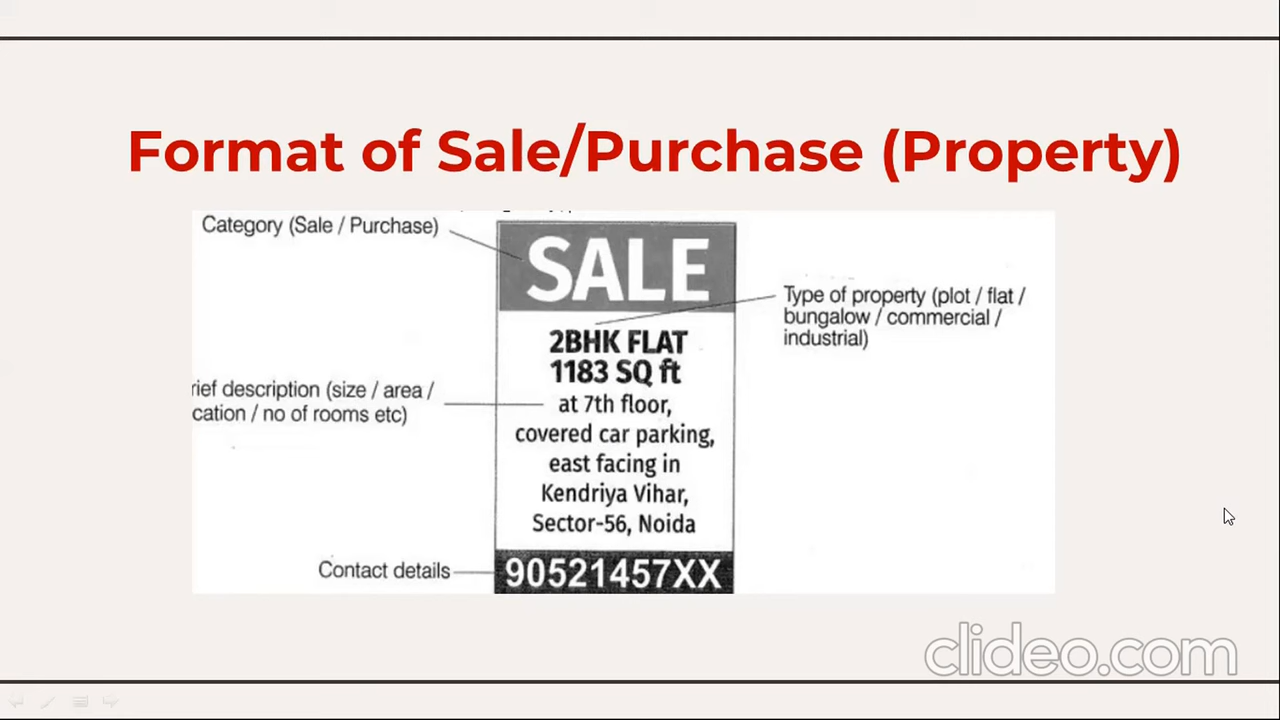 Format of Sale/Purchase (Property)
Category (Sale / Purchase)
SALE
Type of property (plot / flat /
bungalow / commercial /
industrial)
2BHK FLAT
1183 SQ ft
rief description (size / area /
cation / no of rooms etc)
at 7th floor,
covered car parking,
east facing in
Kendriya Vihar,
Sector-56, Noida
Contact details
90521457XX
clideo.com